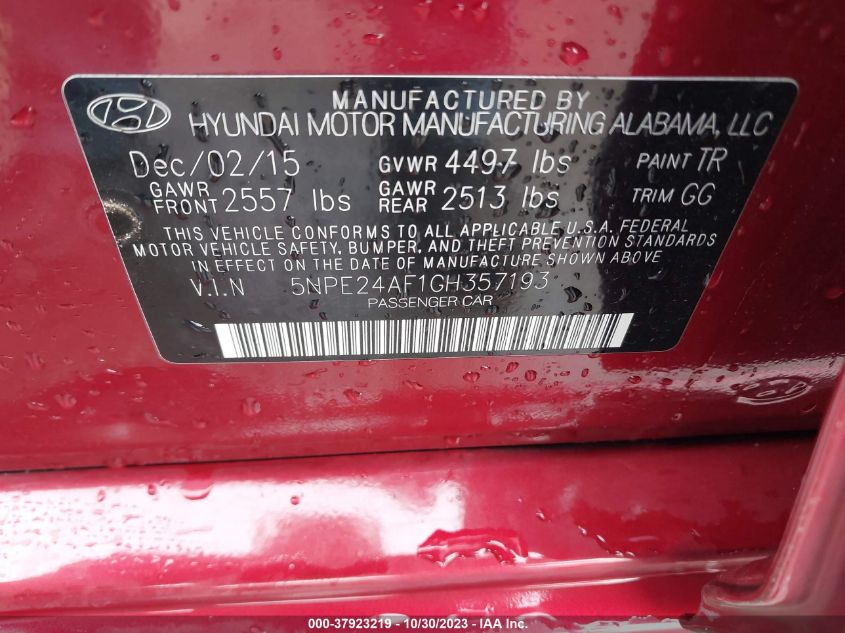 MANUFACTURED BY
HYUNDAI MOTOR MANUFACTURING ALABAMA, LLC
Dec/02/15 GVWR 4497 lbs PAINT TR
GAWR FRONT 2557 lbs GAWR REAR 2513 lbs TRIM GG
THIS VEHICLE CONFORMS TO ALL APPLICABLE U.S.A. FEDERAL
MOTOR VEHICLE SAFETY, BUMPER, AND THEFT PREVENTION STANDARDS
IN EFFECT ON THE DATE OF MANUFACTURE SHOWN ABOVE
V.I.N 5NPE24AF1GH357193
PASSENGER CAR
000-37923219 - 10/30/2023 - IAA Inc.